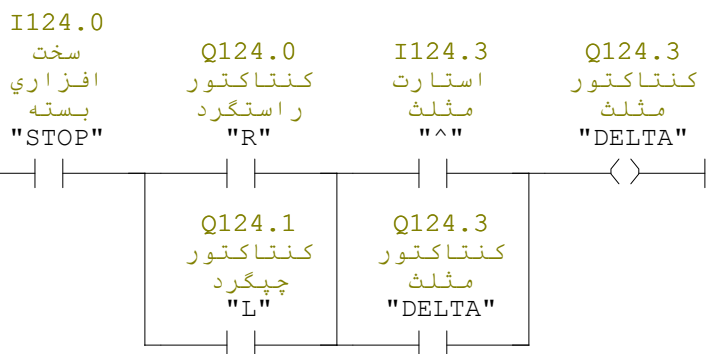 I124.0
سخت
افزاري
بسته
"STOP"
Q124.0
کنتاکتور
راستگرد
"R"
I124.3
استارت
مثلث
"^"
Q124.3
کنتاکتور
مثلث
"DELTA"
Q124.1
کنتاکتور
چپگرد
"L"
Q124.3
کنتاکتور
مثلث
"DELTA"